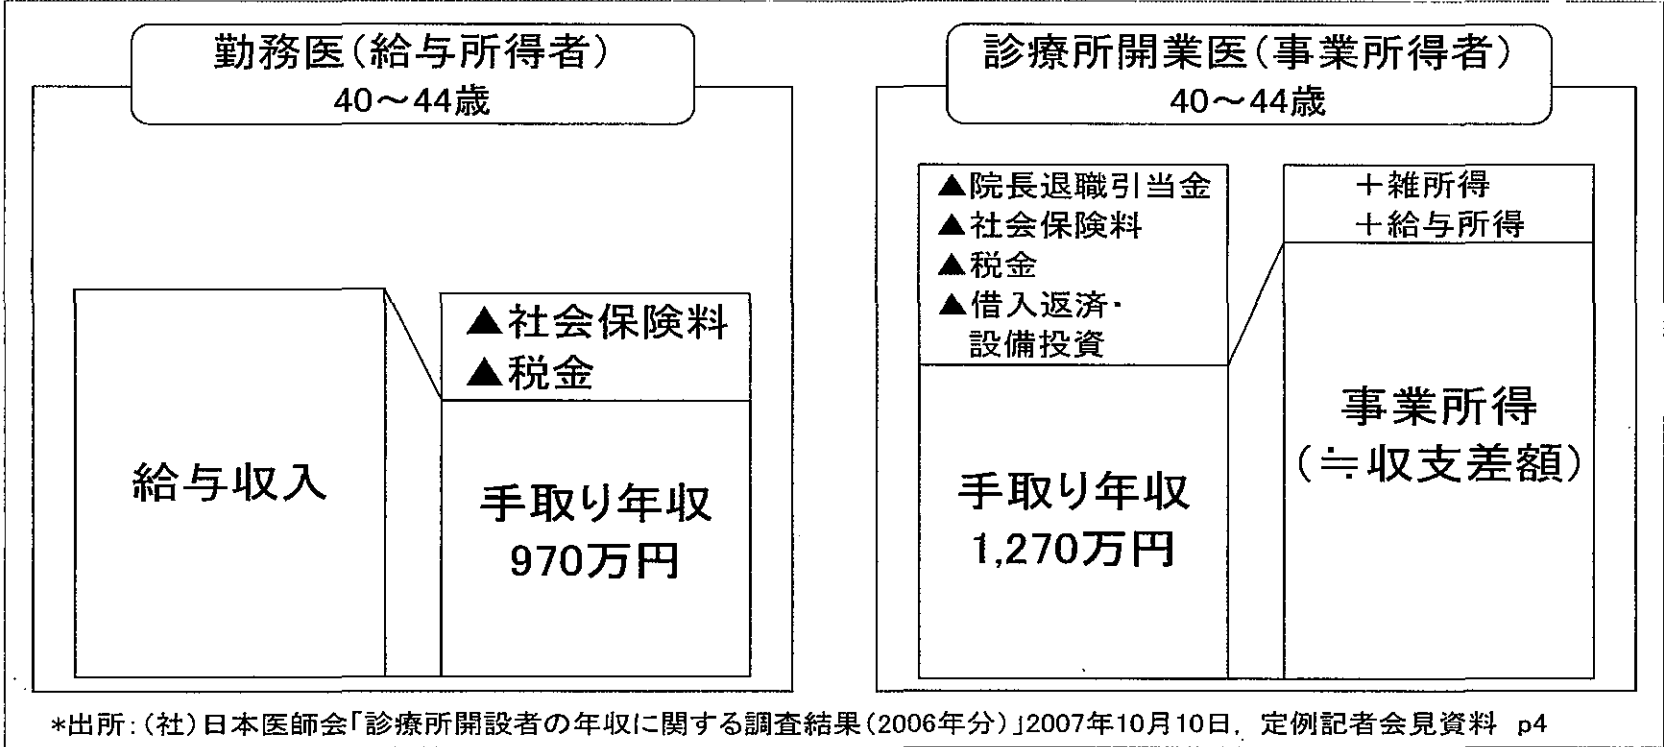 勤務医(給与所得者)
40～44歳
給与収入
▲社会保険料
▲税金
手取り年収
970万円
診療所開業医(事業所得者)
40～44歳
▲院長退職引当金
▲社会保険料
▲税金
▲借入返済・
設備投資
手取り年収
1,270万円
＋雑所得
＋給与所得
事業所得
(≒収支差額)
*出所:(社)日本医師会「診療所開設者の年収に関する調査結果(2006年分)」2007年10月10日, 定例記者会見資料 p4